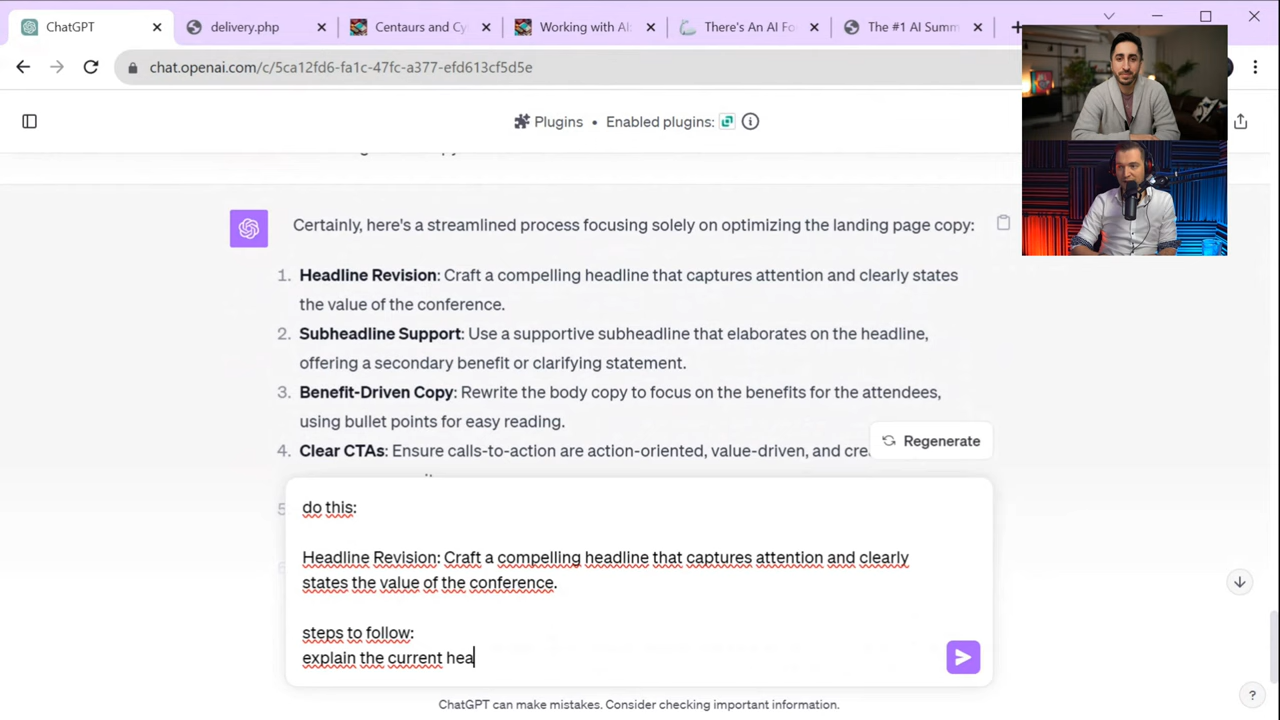 ChatGPT
delivery.php
Centaurs and Cy
Working with AI:
There's An AI Fo
The #1 AI Summ
chat.openai.com/c/5ca12fd6-fa1c-47fc-a377-efd613cf5d5e
Plugins • Enabled plugins:
Certainly, here's a streamlined process focusing solely on optimizing the landing page copy:
1. Headline Revision: Craft a compelling headline that captures attention and clearly states
the value of the conference.
2. Subheadline Support: Use a supportive subheadline that elaborates on the headline,
offering a secondary benefit or clarifying statement.
3. Benefit-Driven Copy: Rewrite the body copy to focus on the benefits for the attendees,
using bullet points for easy reading.
4. Clear CTAs: Ensure calls-to-action are action-oriented, value-driven, and crea
Regenerate
5
do this:
Headline Revision: Craft a compelling headline that captures attention and clearly
states the value of the conference.
steps to follow:
explain the current hea
ChatGPT can make mistakes. Consider checking important information.
?